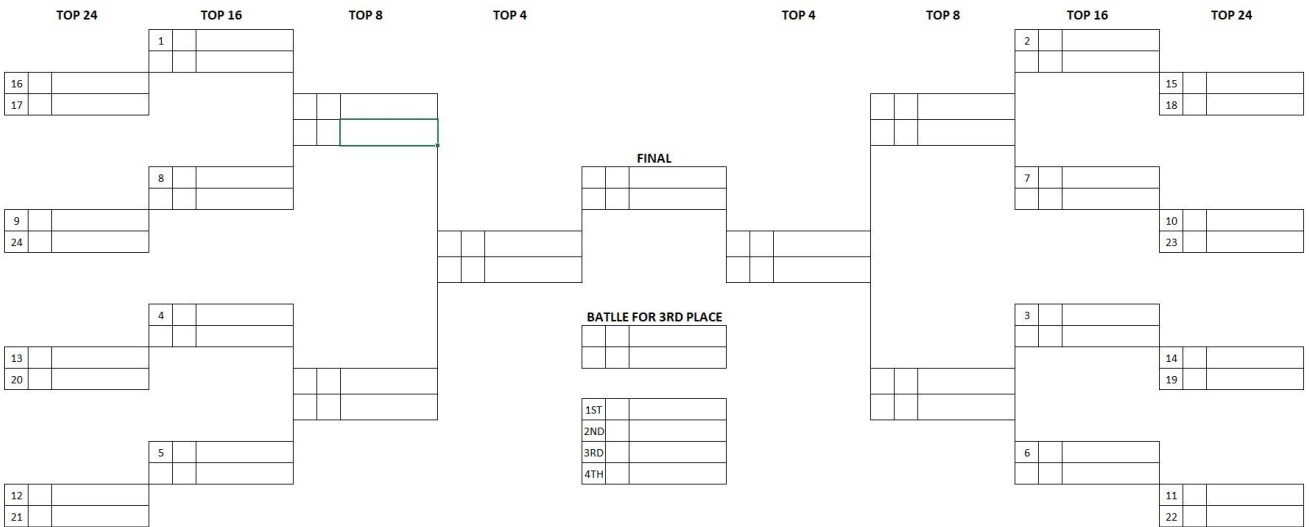 TOP 24 TOP 16 TOP 8 TOP 4 TOP 4 TOP 8 TOP 16 TOP 24
1 2
16 15
17 18
FINAL
8 7
9 10
24 23
4 BATLLE FOR 3RD PLACE 3
13 14
20 19
1ST
2ND
5 3RD 6
4TH
12 11
21 22